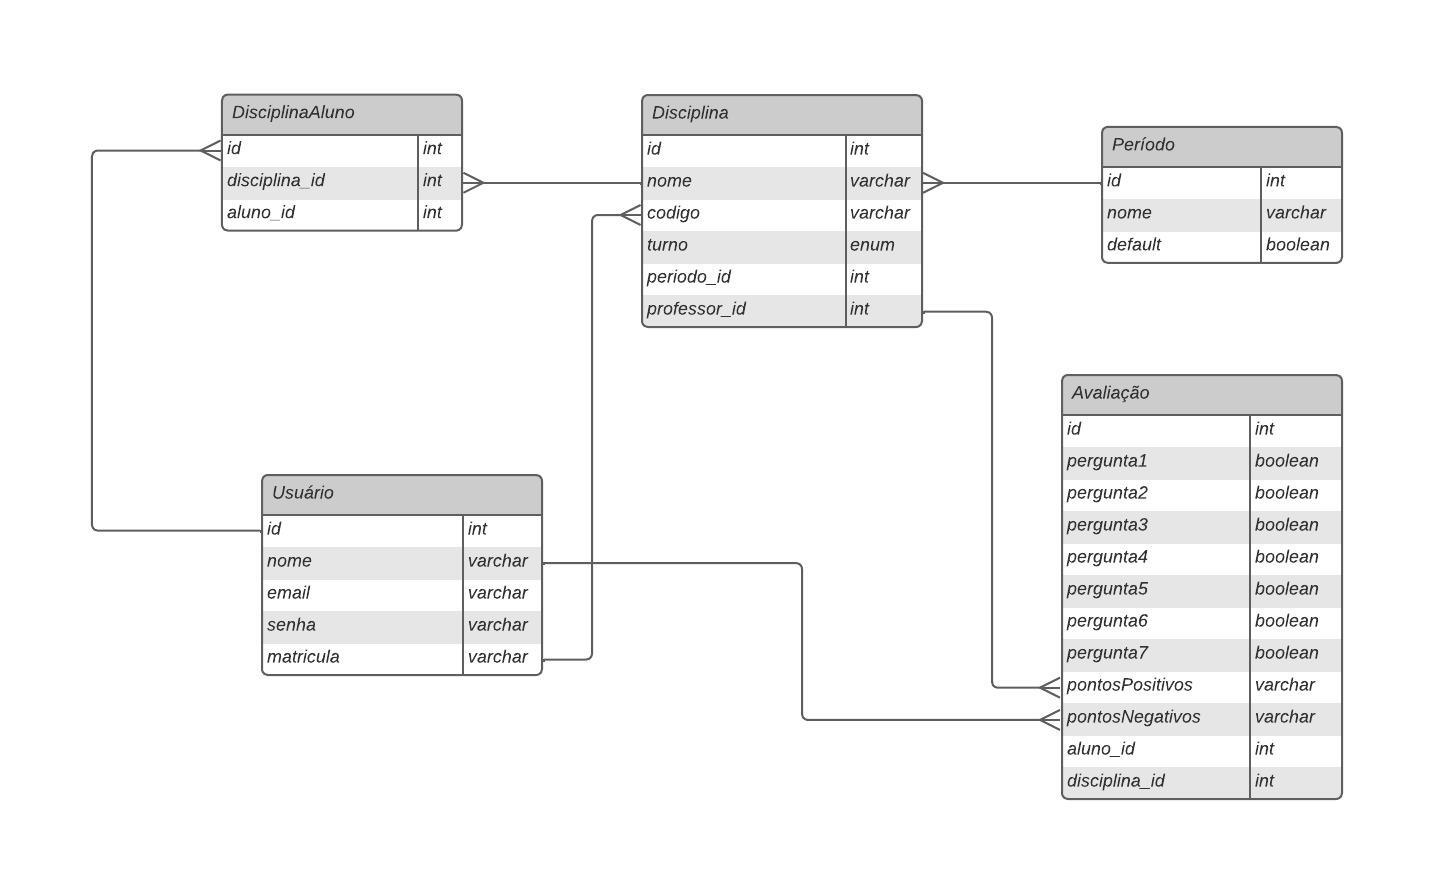 DisciplinaAluno
id int
disciplina_id int
aluno_id int
Disciplina
id int
nome varchar
codigo varchar
turno enum
periodo_id int
professor_id int
Período
id int
nome varchar
default boolean
Usuário
id int
nome varchar
email varchar
senha varchar
matricula varchar
Avaliação
id int
pergunta1 boolean
pergunta2 boolean
pergunta3 boolean
pergunta4 boolean
pergunta5 boolean
pergunta6 boolean
pergunta7 boolean
pontosPositivos varchar
pontosNegativos varchar
aluno_id int
disciplina_id int